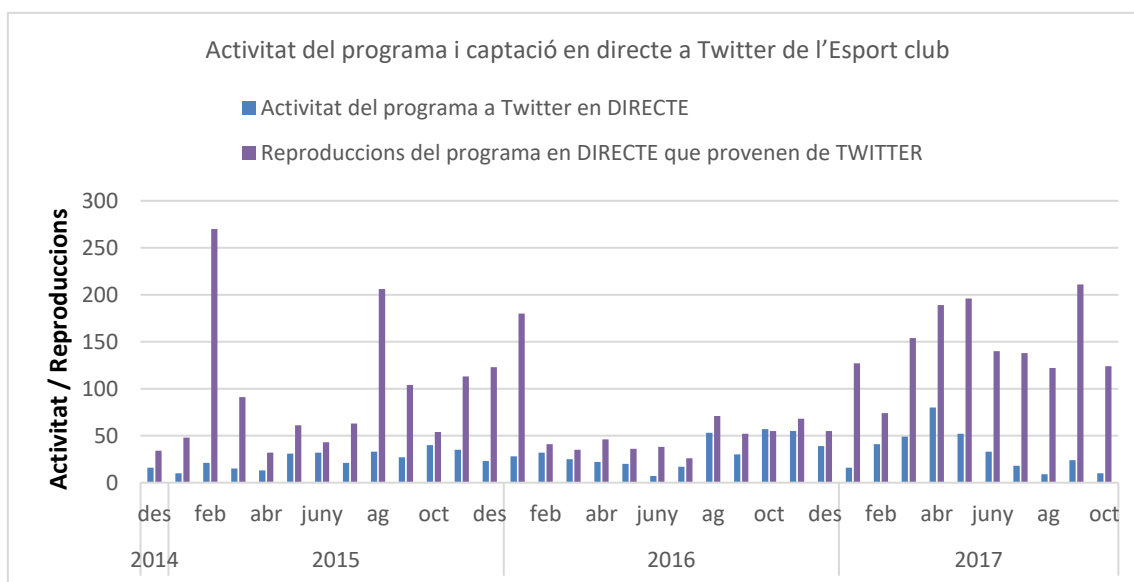 Activitat del programa i captació en directe a Twitter de l’Esport club
Activitat del programa a Twitter en DIRECTE
Reproduccions del programa en DIRECTE que provenen de TWITTER
Activitat / Reproduccions
300
250
200
150
100
50
0
des feb abr juny ag oct des feb abr juny ag oct des feb abr juny ag oct
2014 2015 2016 2017